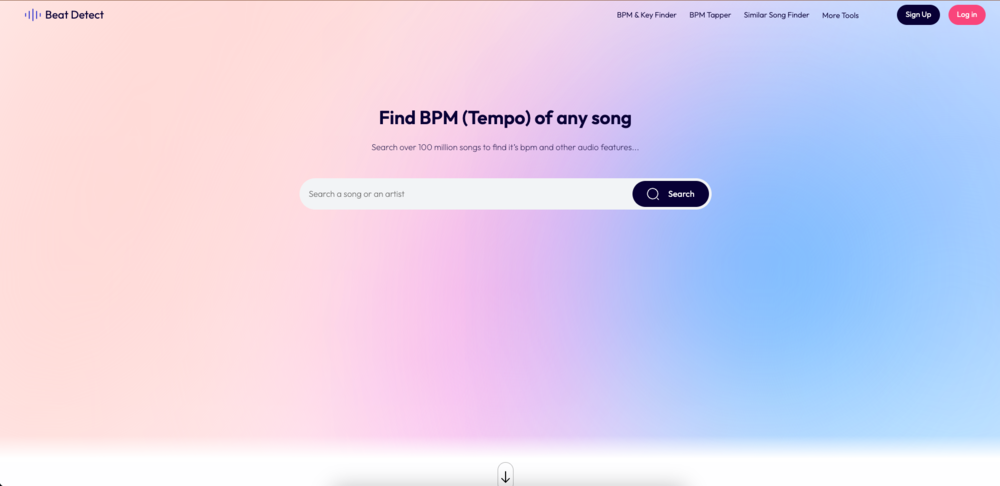 Beat Detect
BPM & Key Finder
BPM Tapper
Similar Song Finder
More Tools
Sign Up
Log in
Find BPM (Tempo) of any song
Search over 100 million songs to find it's bpm and other audio features...
Search a song or an artist
Search